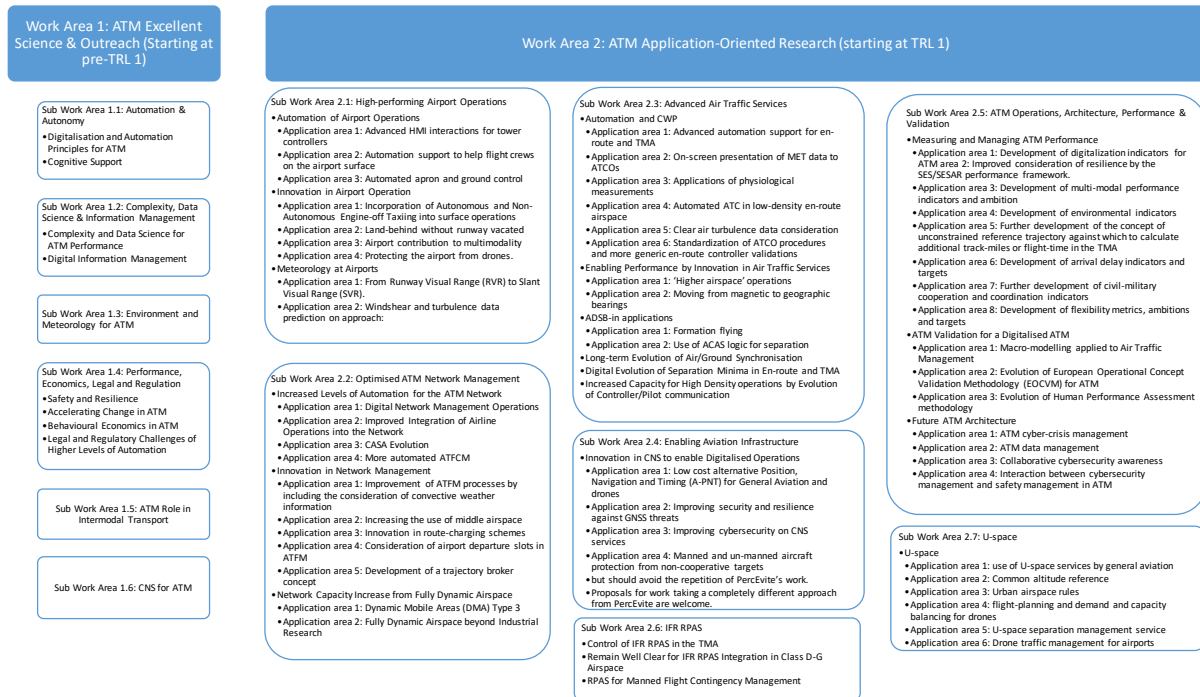 Work Area 1: ATM Excellent
Science & Outreach (Starting at
pre-TRL 1)
Sub Work Area 1.1: Automation &
Autonomy
•Digitalisation and Automation
Principles for ATM
•Cognitive Support
Sub Work Area 1.2: Complexity, Data
Science & Information Management
•Complexity and Data Science for
ATM Performance
•Digital Information Management
Sub Work Area 1.3: Environment and
Meteorology for ATM
Sub Work Area 1.4: Performance,
Economics, Legal and Regulation
•Safety and Resilience
•Accelerating Change in ATM
•Behavioural Economics in ATM
•Legal and Regulatory Challenges of
Higher Levels of Automation
Sub Work Area 1.5: ATM Role in
Intermodal Transport
Sub Work Area 1.6: CNS for ATM
Work Area 2: ATM Application-Oriented Research (starting at TRL 1)
Sub Work Area 2.1: High-performing Airport Operations
•Automation of Airport Operations
•Application area 1: Advanced HMI interactions for tower
controllers
•Application area 2: Automation support to help flight crews
on the airport surface
•Application area 3: Automated apron and ground control
•Innovation in Airport Operation
•Application area 1: Incorporation of Autonomous and Non-
Autonomous Engine-off Taxiing into surface operations
•Application area 2: Land-behind without runway vacated
•Application area 3: Airport contribution to multimodality
•Application area 4: Protecting the airport from drones.
•Meteorology at Airports
•Application area 1: From Runway Visual Range (RVR) to Slant
Visual Range (SVR).
•Application area 2: Windshear and turbulence data
prediction on approach:
Sub Work Area 2.2: Optimised ATM Network Management
•Increased Levels of Automation for the ATM Network
•Application area 1: Digital Network Management Operations
•Application area 2: Improved Integration of Airline
Operations into the Network
•Application area 3: CASA Evolution
•Application area 4: More automated ATFCM
•Innovation in Network Management
•Application area 1: Improvement of ATFM processes by
including the consideration of convective weather
information
•Application area 2: Increasing the use of middle airspace
•Application area 3: Innovation in route-charging schemes
•Application area 4: Consideration of airport departure slots in
ATFM
•Application area 5: Development of a trajectory broker
concept
•Network Capacity Increase from Fully Dynamic Airspace
•Application area 1: Dynamic Mobile Areas (DMA) Type 3
•Application area 2: Fully Dynamic Airspace beyond Industrial
Research
Sub Work Area 2.3: Advanced Air Traffic Services
•Automation and CWP
•Application area 1: Advanced automation support for en-
route and TMA
•Application area 2: On-screen presentation of MET data to
ATCOs
•Application area 3: Applications of physiological
measurements
•Application area 4: Automated ATC in low-density en-route
airspace
•Application area 5: Clear air turbulence data consideration
•Application area 6: Standardization of ATCO procedures
and more generic en-route controller validations
•Enabling Performance by Innovation in Air Traffic Services
•Application area 1: ‘Higher airspace’ operations
•Application area 2: Moving from magnetic to geographic
bearings
•ADSB-in applications
•Application area 1: Formation flying
•Application area 2: Use of ACAS logic for separation
•Long-term Evolution of Air/Ground Synchronisation
•Digital Evolution of Separation Minima in En-route and TMA
•Increased Capacity for High Density operations by Evolution
of Controller/Pilot communication
Sub Work Area 2.4: Enabling Aviation Infrastructure
•Innovation in CNS to enable Digitalised Operations
•Application area 1: Low cost alternative Position,
Navigation and Timing (A-PNT) for General Aviation and
drones
•Application area 2: Improving security and resilience
against GNSS threats
•Application area 3: Improving cybersecurity on CNS
services
•Application area 4: Manned and un-manned aircraft
protection from non-cooperative targets
•but should avoid the repetition of PercEvite’s work.
•Proposals for work taking a completely different approach
from PercEvite are welcome.
Sub Work Area 2.6: IFR RPAS
•Control of IFR RPAS in the TMA
•Remain Well Clear for IFR RPAS Integration in Class D-G
Airspace
•RPAS for Manned Flight Contingency Management
Sub Work Area 2.5: ATM Operations, Architecture, Performance &
Validation
•Measuring and Managing ATM Performance
•Application area 1: Development of digitalization indicators for
ATM area 2: Improved consideration of resilience by the
SES/SESAR performance framework.
•Application area 3: Development of multi-modal performance
indicators and ambition
•Application area 4: Development of environmental indicators
•Application area 5: Further development of the concept of
unconstrained reference trajectory against which to calculate
additional track-miles or flight-time in the TMA
•Application area 6: Development of arrival delay indicators and
targets
•Application area 7: Further development of civil-military
cooperation and coordination indicators
•Application area 8: Development of flexibility metrics, ambitions
and targets
•ATM Validation for a Digitalised ATM
•Application area 1: Macro-modelling applied to Air Traffic
Management
•Application area 2: Evolution of European Operational Concept
Validation Methodology (EOCVM) for ATM
•Application area 3: Evolution of Human Performance Assessment
methodology
•Future ATM Architecture
•Application area 1: ATM cyber-crisis management
•Application area 2: ATM data management
•Application area 3: Collaborative cybersecurity awareness
•Application area 4: Interaction between cybersecurity
management and safety management in ATM
Sub Work Area 2.7: U-space
•U-space
•Application area 1: use of U-space services by general aviation
•Application area 2: Common altitude reference
•Application area 3: Urban airspace rules
•Application area 4: flight-planning and demand and capacity
balancing for drones
•Application area 5: U-space separation management service
•Application area 6: Drone traffic management for airports